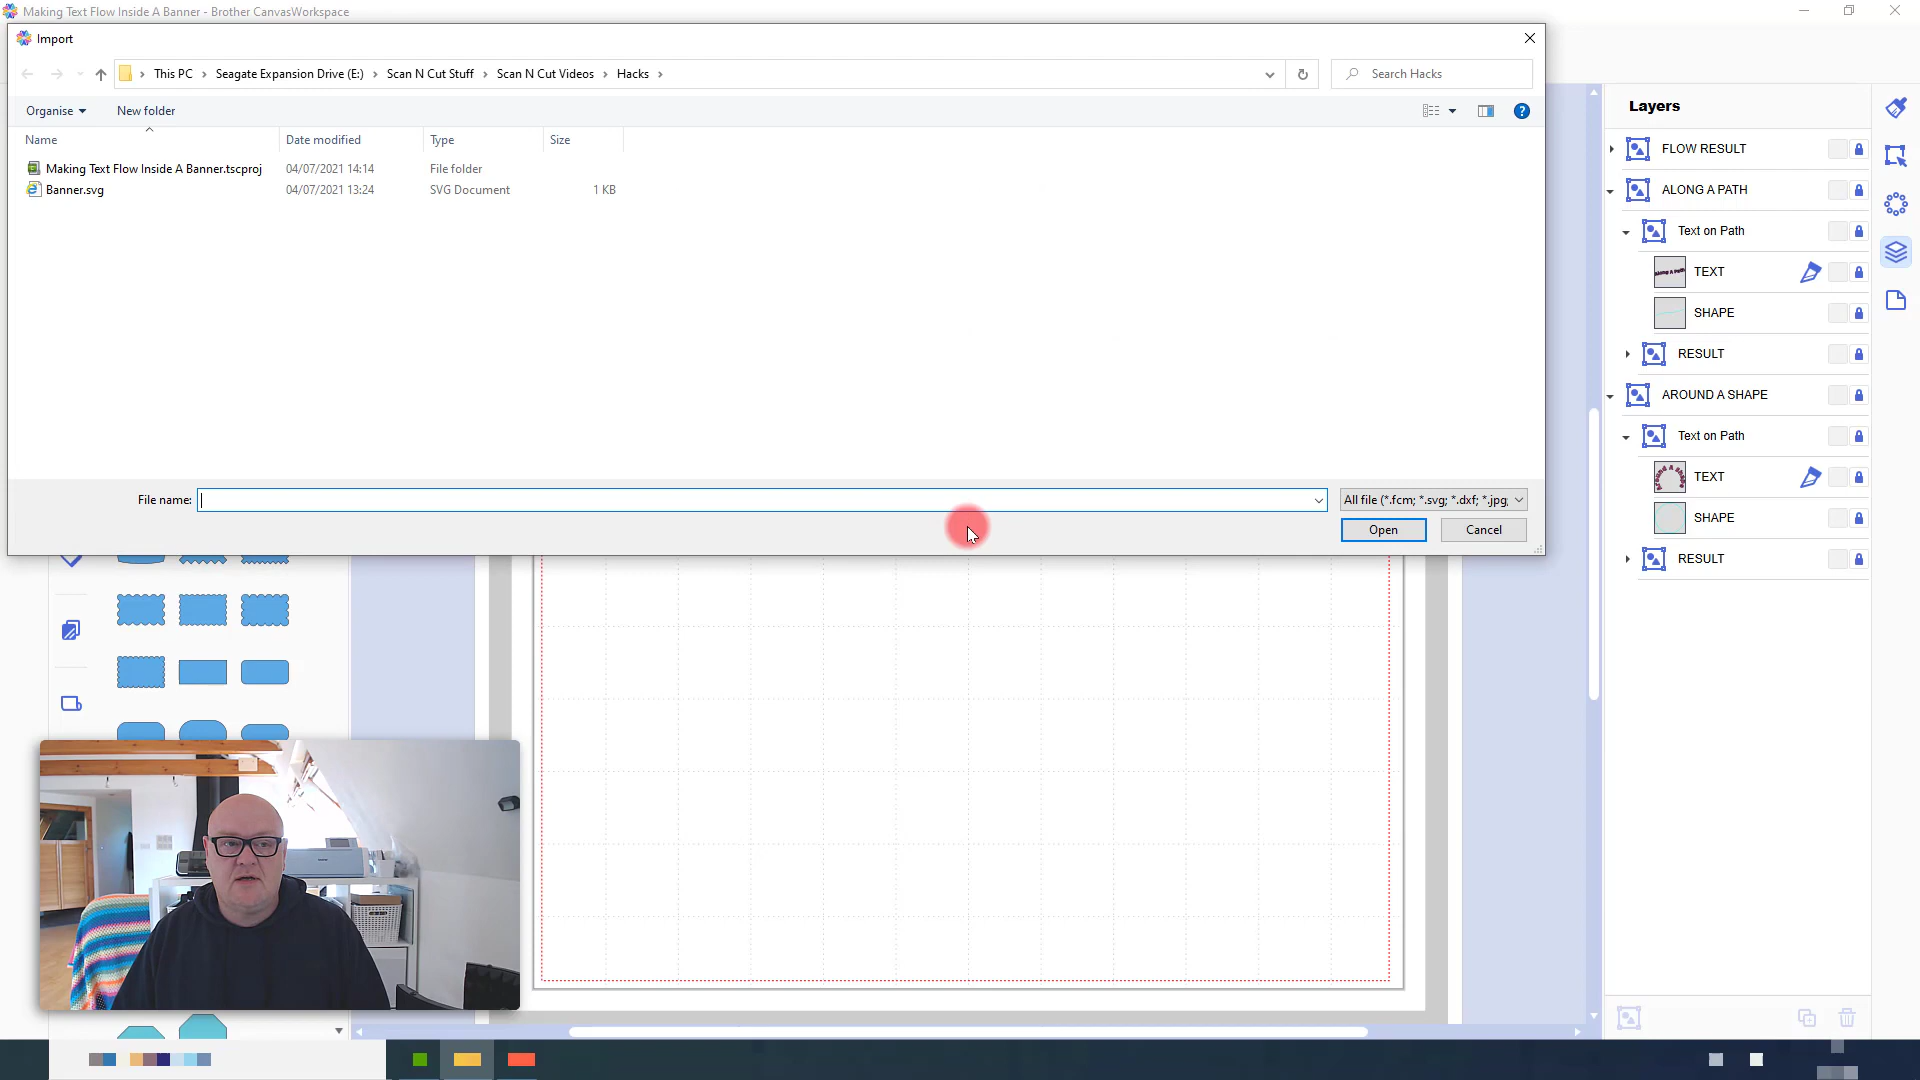 Making Text Flow Inside A Banner - Brother CanvasWorkspace
Import
This PC
Seagate Expansion Drive (E:)
Scan N Cut Stuff
Scan N Cut Videos
Hacks
Search Hacks
Organise
New folder
Name
Date modified
Type
Size
Making Text Flow Inside A Banner.tscproj
04/07/2021 14:14
File folder
Banner.svg
04/07/2021 13:24
SVG Document
1 KB
File name:
All file (*.fcm; *.svg; *.dxf; *.jpg;
Open
Cancel
Layers
FLOW RESULT
ALONG A PATH
Text on Path
Along A Path
TEXT
SHAPE
RESULT
AROUND A SHAPE
Text on Path
Around A Shape
TEXT
SHAPE
RESULT